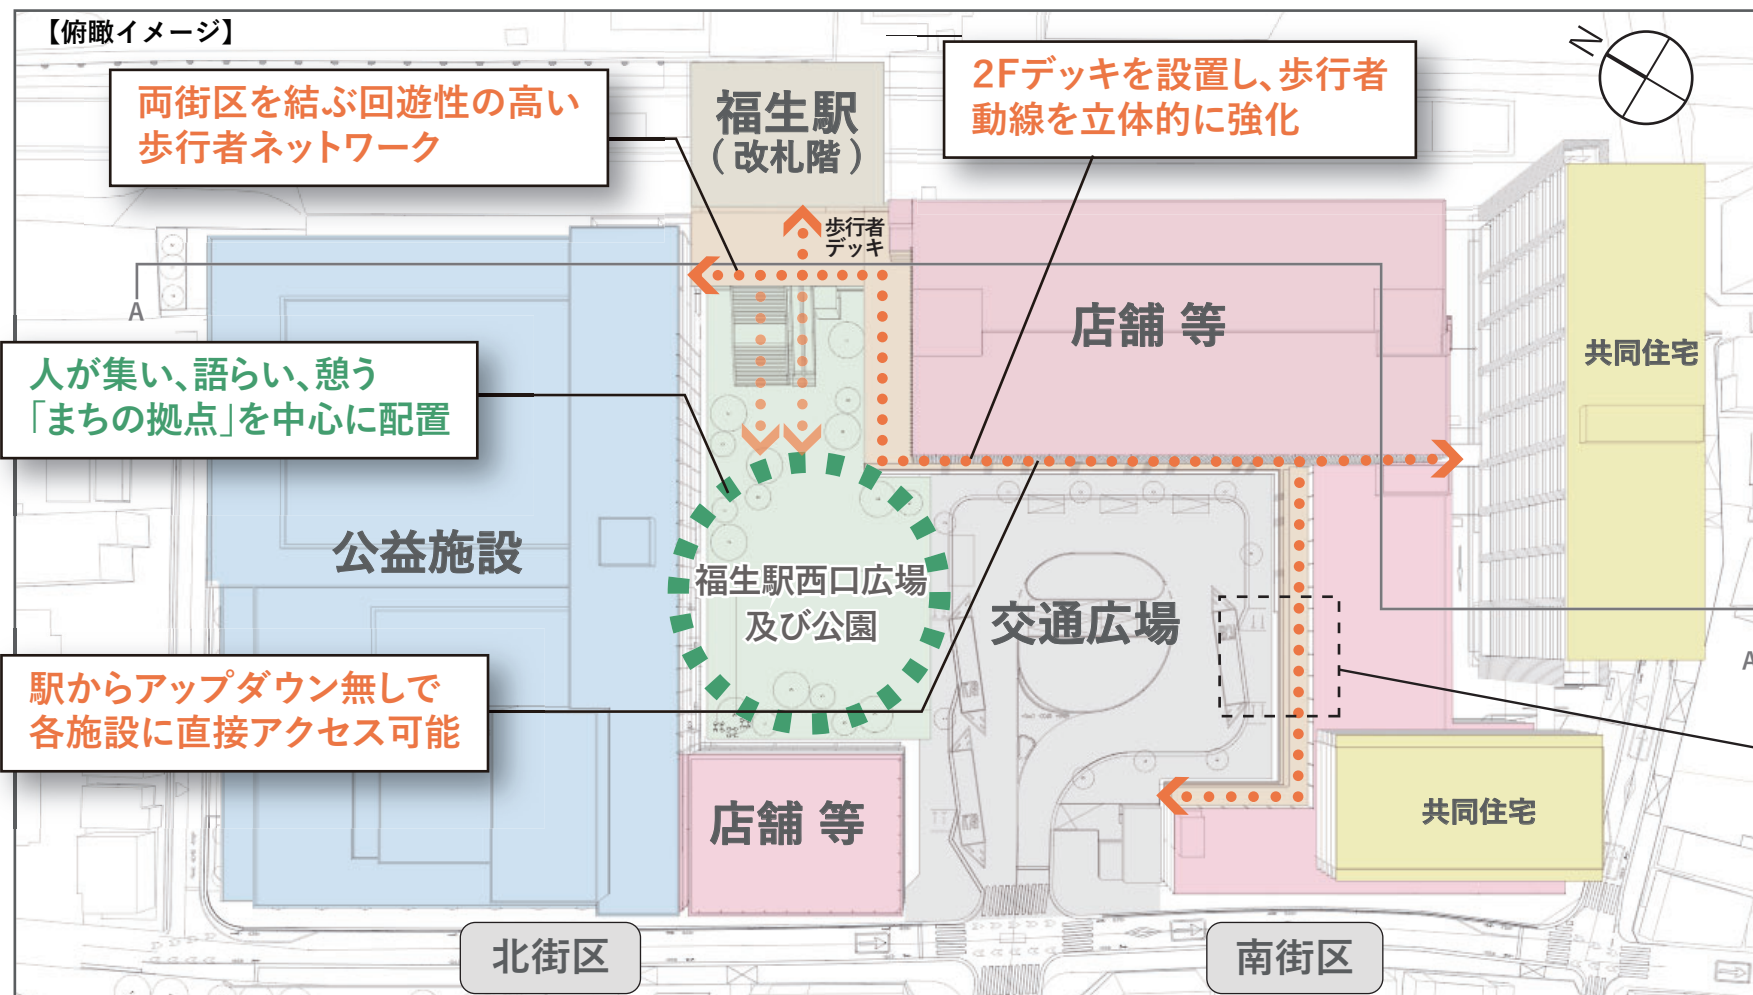 【俯瞰イメージ】
N
両街区を結ぶ回遊性の高い
歩行者ネットワーク
福生駅
（改札階）
2Fデッキを設置し、歩行者
動線を立体的に強化
歩行者
デッキ
A
店舗 等
共同住宅
人が集い、語らい、憩う
「まちの拠点」を中心に配置
公益施設
福生駅西口広場
及び公園
交通広場
A
駅からアップダウン無しで
各施設に直接アクセス可能
店舗 等
共同住宅
北街区
南街区